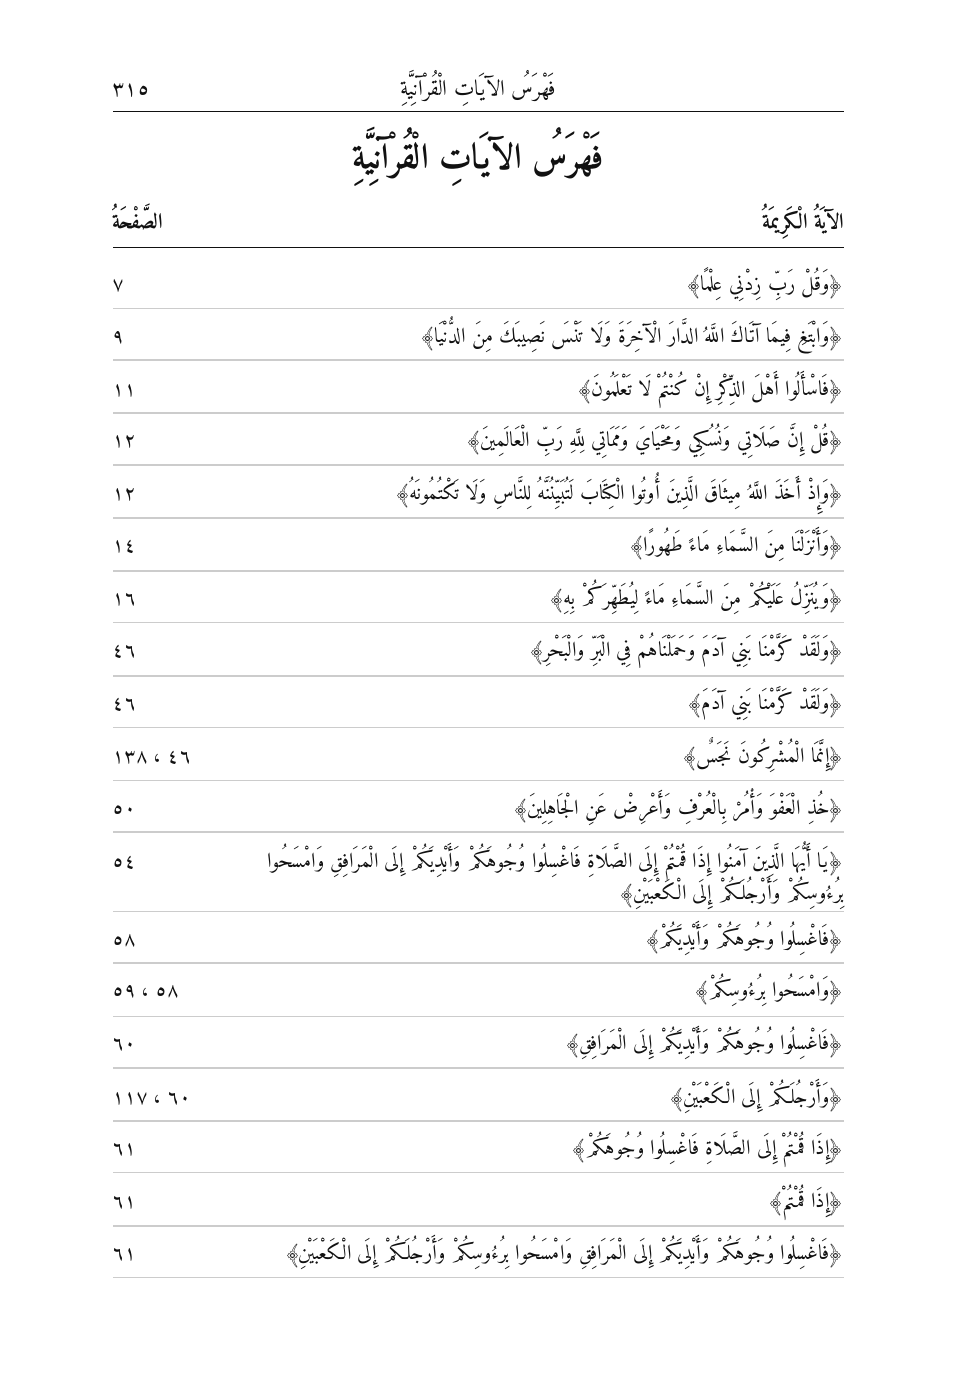 فَهْرَسُ الآيَاتِ الْقُرْآنِيَّةِ ٣١٥
فَهْرَسُ الآيَاتِ الْقُرْآنِيَّةِ
الآيَةُ الْكَرِيمَةُ الصَّفْحَةُ
﴿وَقُلْ رَبِّ زِدْنِي عِلْمًا﴾ ٧
﴿وَابْتَغِ فِيمَا آتَاكَ اللَّهُ الدَّارَ الْآخِرَةَ وَلَا تَنْسَ نَصِيبَكَ مِنَ الدُّنْيَا﴾ ٩
﴿فَاسْأَلُوا أَهْلَ الذِّكْرِ إِنْ كُنْتُمْ لَا تَعْلَمُونَ﴾ ١١
﴿قُلْ إِنَّ صَلَاتِي وَنُسُكِي وَمَحْيَايَ وَمَمَاتِي لِلَّهِ رَبِّ الْعَالَمِينَ﴾ ١٢
﴿وَإِذْ أَخَذَ اللَّهُ مِيثَاقَ الَّذِينَ أُوتُوا الْكِتَابَ لَتُبَيِّنُنَّهُ لِلنَّاسِ وَلَا تَكْتُمُونَهُ﴾ ١٢
﴿وَأَنْزَلْنَا مِنَ السَّمَاءِ مَاءً طَهُورًا﴾ ١٤
﴿وَيُنَزِّلُ عَلَيْكُمْ مِنَ السَّمَاءِ مَاءً لِيُطَهِّرَكُمْ بِهِ﴾ ١٦
﴿وَلَقَدْ كَرَّمْنَا بَنِي آدَمَ وَحَمَلْنَاهُمْ فِي الْبَرِّ وَالْبَحْرِ﴾ ٤٦
﴿وَلَقَدْ كَرَّمْنَا بَنِي آدَمَ﴾ ٤٦
﴿إِنَّمَا الْمُشْرِكُونَ نَجَسٌ﴾ ٤٦ ، ١٣٨
﴿خُذِ الْعَفْوَ وَأْمُرْ بِالْعُرْفِ وَأَعْرِضْ عَنِ الْجَاهِلِينَ﴾ ٥٠
﴿يَا أَيُّهَا الَّذِينَ آمَنُوا إِذَا قُمْتُمْ إِلَى الصَّلَاةِ فَاغْسِلُوا وُجُوهَكُمْ وَأَيْدِيَكُمْ إِلَى الْمَرَافِقِ وَامْسَحُوا ٥٤
بِرُءُوسِكُمْ وَأَرْجُلَكُمْ إِلَى الْكَعْبَيْنِ﴾
﴿فَاغْسِلُوا وُجُوهَكُمْ وَأَيْدِيَكُمْ﴾ ٥٨
﴿وَامْسَحُوا بِرُءُوسِكُمْ﴾ ٥٨ ، ٥٩
﴿فَاغْسِلُوا وُجُوهَكُمْ وَأَيْدِيَكُمْ إِلَى الْمَرَافِقِ﴾ ٦٠
﴿وَأَرْجُلَكُمْ إِلَى الْكَعْبَيْنِ﴾ ٦٠ ، ١١٧
﴿إِذَا قُمْتُمْ إِلَى الصَّلَاةِ فَاغْسِلُوا وُجُوهَكُمْ﴾ ٦١
﴿إِذَا قُمْتُمْ﴾ ٦١
﴿فَاغْسِلُوا وُجُوهَكُمْ وَأَيْدِيَكُمْ إِلَى الْمَرَافِقِ وَامْسَحُوا بِرُءُوسِكُمْ وَأَرْجُلَكُمْ إِلَى الْكَعْبَيْنِ﴾ ٦١